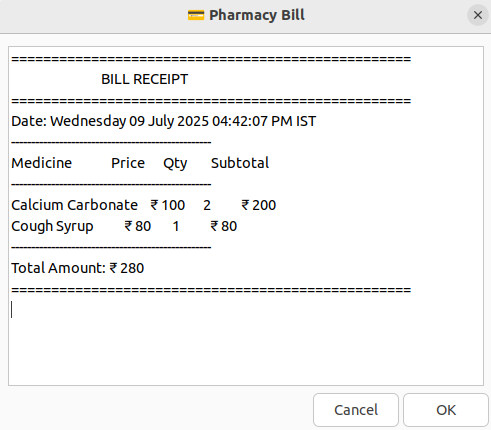 💳 Pharmacy Bill
==================================================
BILL RECEIPT
==================================================
Date: Wednesday 09 July 2025 04:42:07 PM IST
--------------------------------------------------
Medicine Price Qty Subtotal
--------------------------------------------------
Calcium Carbonate ₹ 100 2 ₹ 200
Cough Syrup ₹ 80 1 ₹ 80
--------------------------------------------------
Total Amount: ₹ 280
==================================================
Cancel OK